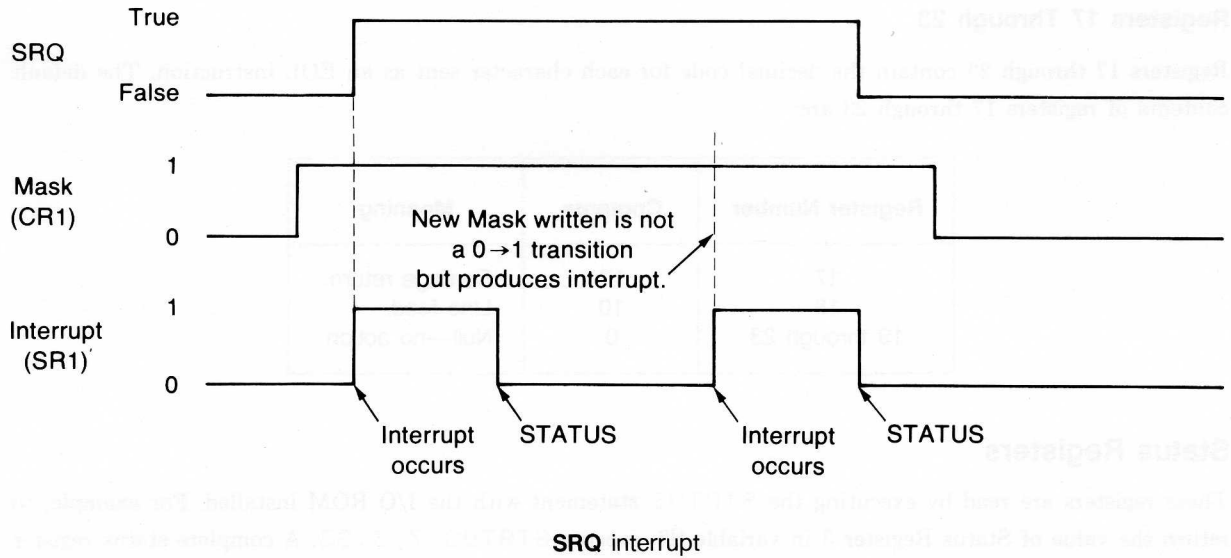 True
SRQ
False
1
Mask
(CR1)
0
New Mask written is not
a 0→1 transition
but produces interrupt.
1
Interrupt
(SR1)
0
Interrupt
occurs
STATUS
Interrupt
occurs
STATUS
SRQ interrupt